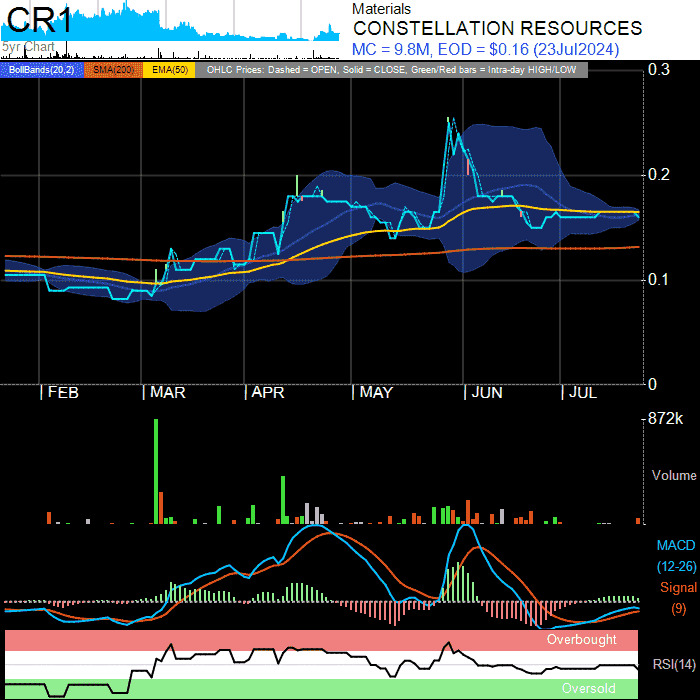 CR1
5yr Chart
Materials
CONSTELLATION RESOURCES
MC = 9.8M, EOD = $0.16 (23Jul2024)
BollBands(20,2) SMA(200) EMA(50) OHLC Prices: Dashed = OPEN, Solid = CLOSE, Green/Red bars = Intra-day HIGH/LOW
0.3
0.2
0.1
0
FEB MAR APR MAY JUN JUL
872k
Volume
MACD
(12-26)
Signal
(9)
Overbought
RSI(14)
Oversold